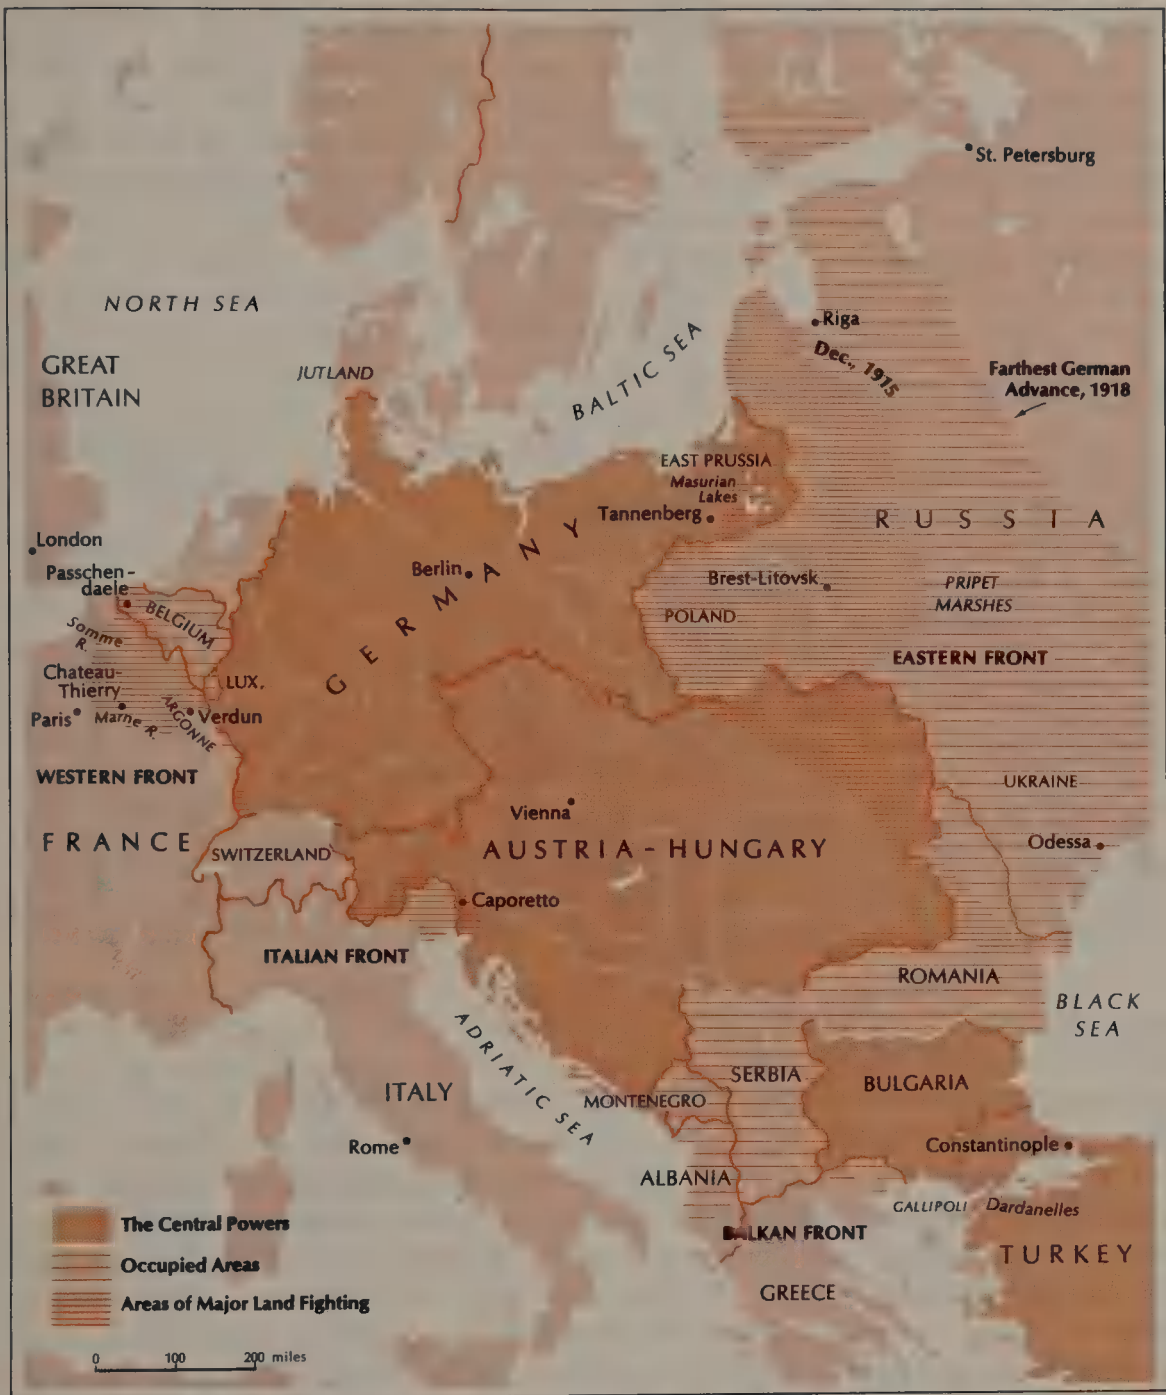 St. Petersburg
NORTH SEA
Riga
Dec., 1915
GREAT
BRITAIN
JUTLAND
BALTIC SEA
Farthest German
Advance, 1918
EAST PRUSSIA
Masurian
Lakes
Tannenberg
RUSSIA
London
Passchen-
daele
BELGIUM
Berlin
GERMANY
Brest-Litovsk
PRIPET
MARSHES
POLAND
Somme
R.
EASTERN FRONT
Chateau-
Thierry
LUX.
Paris
Marne R.
ARGONNE
Verdun
WESTERN FRONT
UKRAINE
Vienna
FRANCE
SWITZERLAND
AUSTRIA-HUNGARY
Odessa
Caporetto
ITALIAN FRONT
ROMANIA
BLACK
SEA
ADRIATIC SEA
SERBIA
BULGARIA
ITALY
MONTENEGRO
Rome
Constantinople
ALBANIA
GALLIPOLI
Dardanelles
BALKAN FRONT
TURKEY
GREECE
The Central Powers
Occupied Areas
Areas of Major Land Fighting
0 100 200 miles